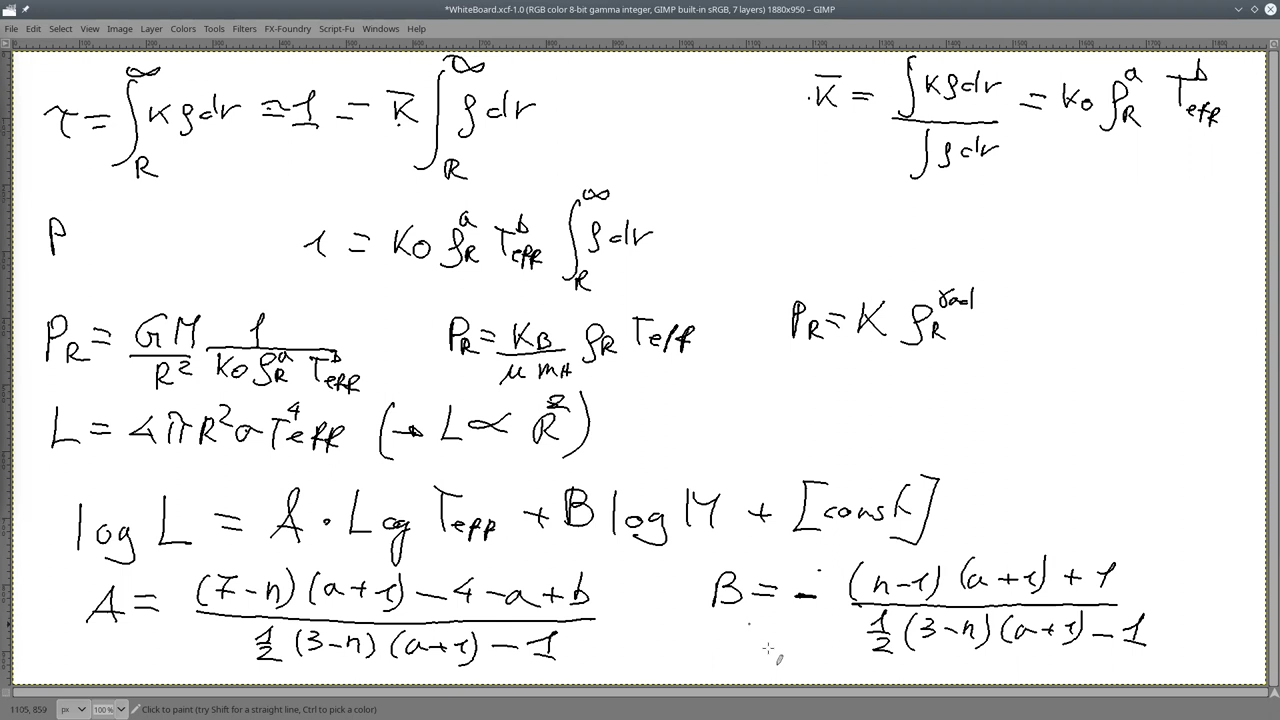 *WhiteBoard.xcf-1.0 (RGB color 8-bit gamma integer, GIMP built-in sRGB, 7 layers) 1880x950 – GIMP
File Edit Select View Image Layer Colors Tools Filters FX-Foundry Script-Fu Windows Help
τ = ∫_R^∞ κ ρ dr ≃ 1 = κ̄ ∫_R^∞ ρ dr
κ̄ = ∫κρdr / ∫ρdr = κ₀ ρ_R^a T_eff^b
P
1 = κ₀ ρ_R^a T_eff^b ∫_R^∞ ρ dr
P_R = GM/R² 1/(κ₀ ρ_R^a T_eff^b)
P_R = K_B/(μ m_H) ρ_R T_eff
P_R = K ρ_R^γad
L = 4πR²σT_eff^4 (→ L ∝ R²)
log L = A · Log T_eff + B log M + [const]
A = ((7-n)(a+1) - 4 - a + b) / (½(3-n)(a+1) - 1)
B = - ((n-1)(a+1) + 1) / (½(3-n)(a+1) - 1)
1105, 859 px 100% Click to paint (try Shift for a straight line, Ctrl to pick a color)